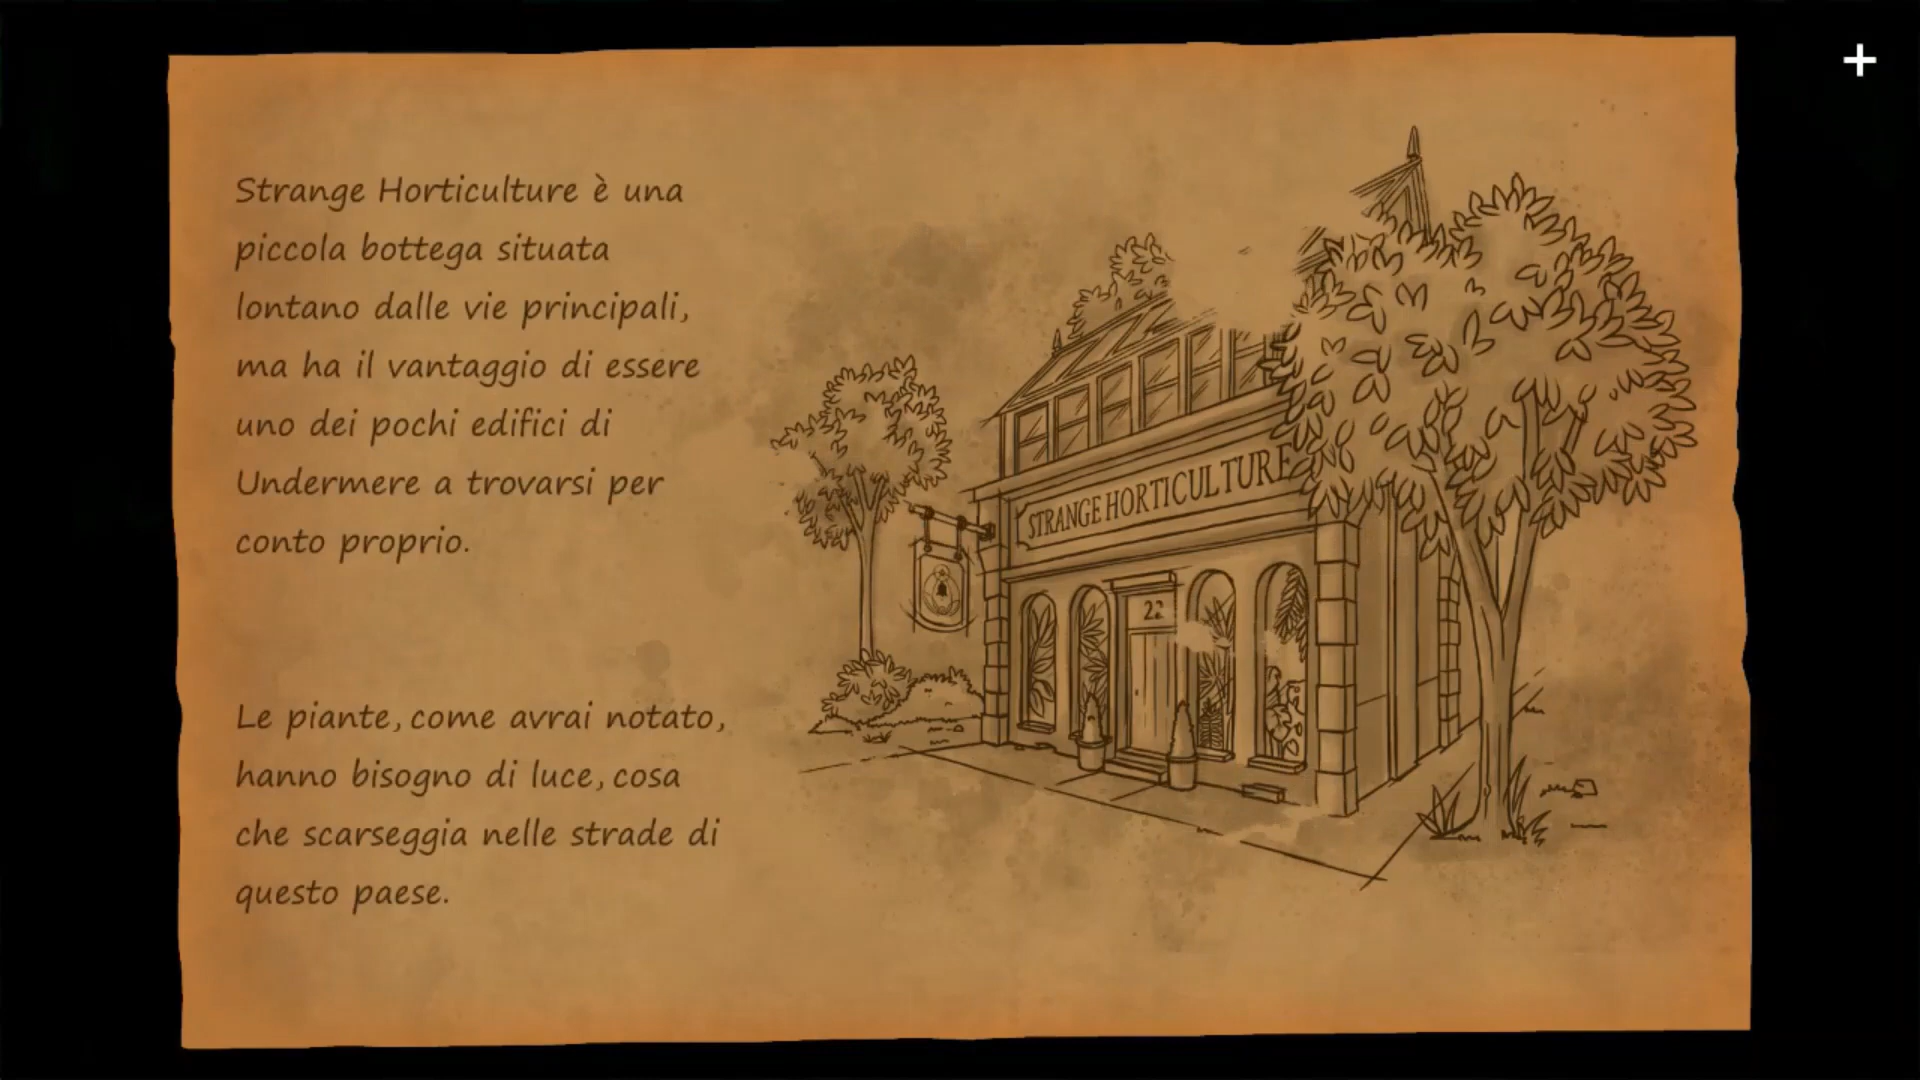 Strange Horticulture è una
piccola bottega situata
lontano dalle vie principali,
ma ha il vantaggio di essere
uno dei pochi edifici di
Undermere a trovarsi per
conto proprio.
Le piante, come avrai notato,
hanno bisogno di luce, cosa
che scarseggia nelle strade di
questo paese.
STRANGE HORTICULTURE
22